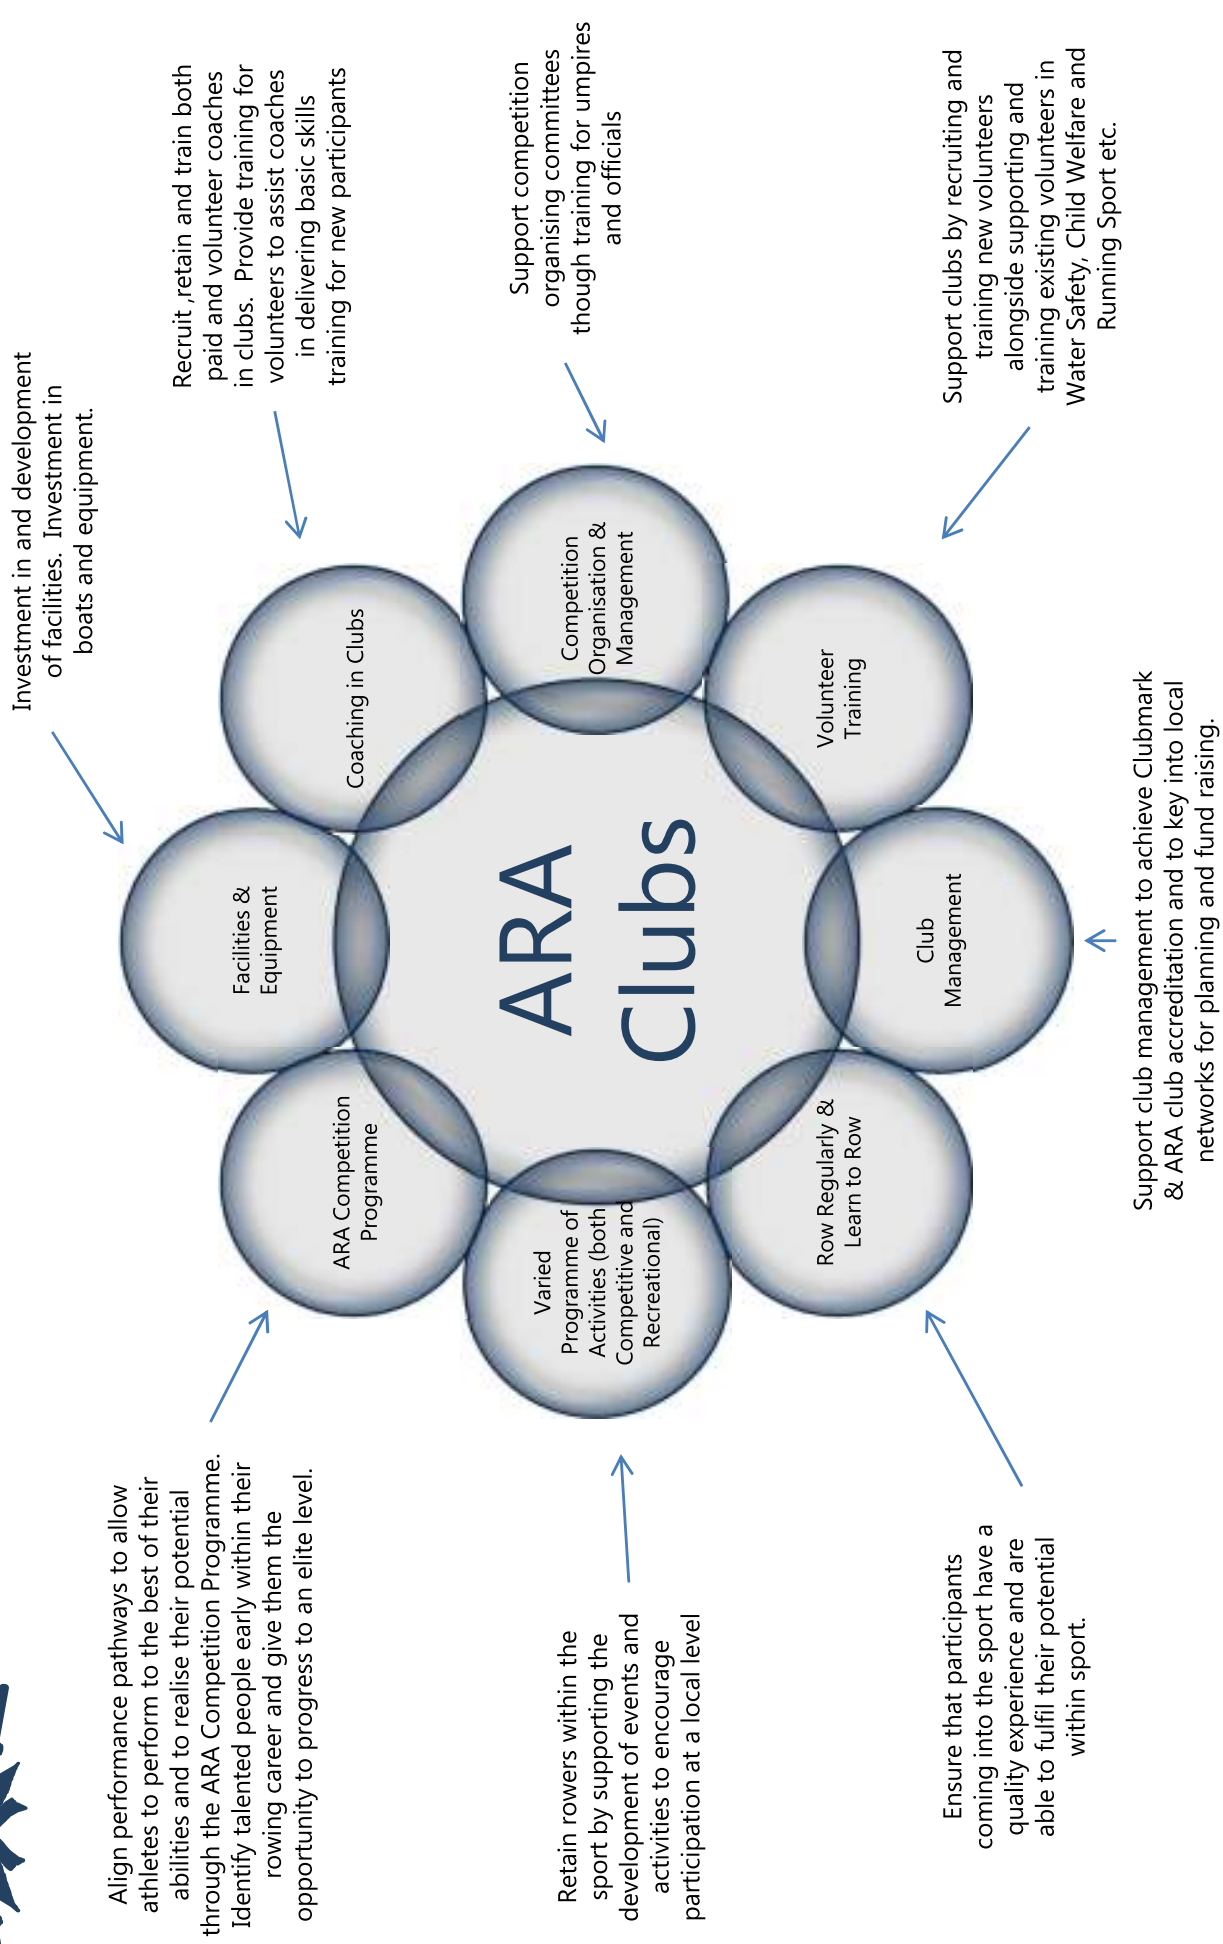 Investment in and development
of facilities.  Investment in
boats and equipment.
Align performance pathways to allow
athletes to perform to the best of their
abilities and to realise their potential
through the ARA Competition Programme.
Identify talented people early within their
rowing career and give them the
opportunity to progress to an elite level.
Recruit ,retain and train both
paid and volunteer coaches
in clubs.  Provide training for
volunteers to assist coaches
in delivering basic skills
training for new participants
Facilities &
Equipment
ARA Competition
Programme
Coaching in Clubs
Retain rowers within the
sport by supporting the
development of events and
activities to encourage
participation at a local level
Varied
Programme of
Activities (both
Competitive and
Recreational)
ARA
Clubs
Competition
Organisation &
Management
Support competition
organising committees
though training for umpires
and officials
Row Regularly &
Learn to Row
Volunteer
Training
Club
Management
Ensure that participants
coming into the sport have a
quality experience and are
able to fulfil their potential
within sport.
Support clubs by recruiting and
training new volunteers
alongside supporting and
training existing volunteers in
Water Safety, Child Welfare and
Running Sport etc.
Support club management to achieve Clubmark
& ARA club accreditation and to key into local
networks for planning and fund raising.